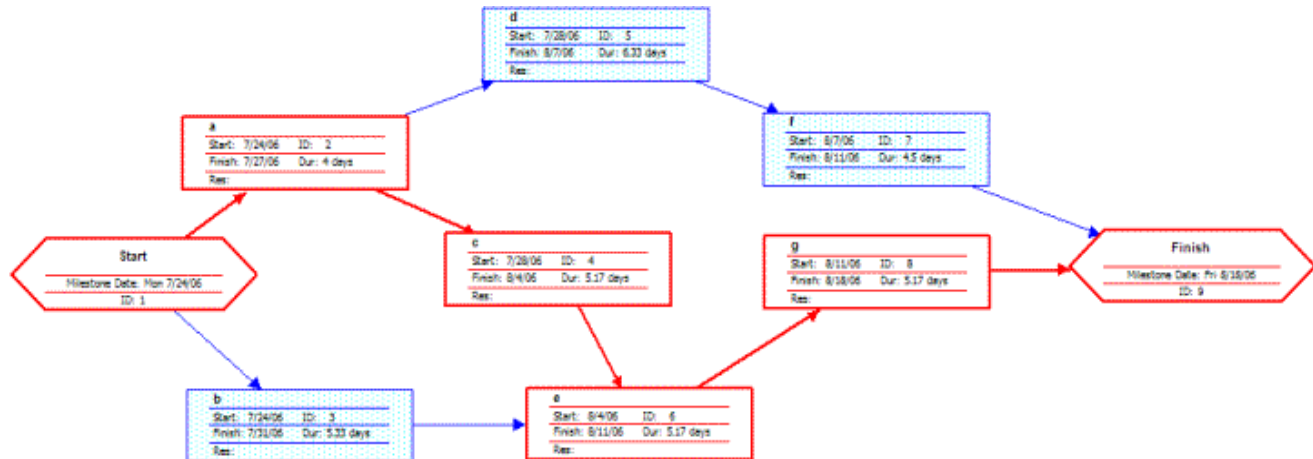 d
Start: 7/28/06 ID: 5
Finish: 8/7/06 Dur: 6.33 days
Res:
a
Start: 7/24/06 ID: 2
Finish: 7/27/06 Dur: 4 days
Res:
f
Start: 8/7/06 ID: 7
Finish: 8/11/06 Dur: 4.5 days
Res:
Start
Milestone Date: Mon 7/24/06
ID: 1
c
Start: 7/28/06 ID: 4
Finish: 8/4/06 Dur: 5.17 days
Res:
g
Start: 8/11/06 ID: 8
Finish: 8/18/06 Dur: 5.17 days
Res:
Finish
Milestone Date: Fri 8/18/06
ID: 9
b
Start: 7/24/06 ID: 3
Finish: 7/31/06 Dur: 5.33 days
Res:
e
Start: 8/4/06 ID: 6
Finish: 8/11/06 Dur: 5.17 days
Res: